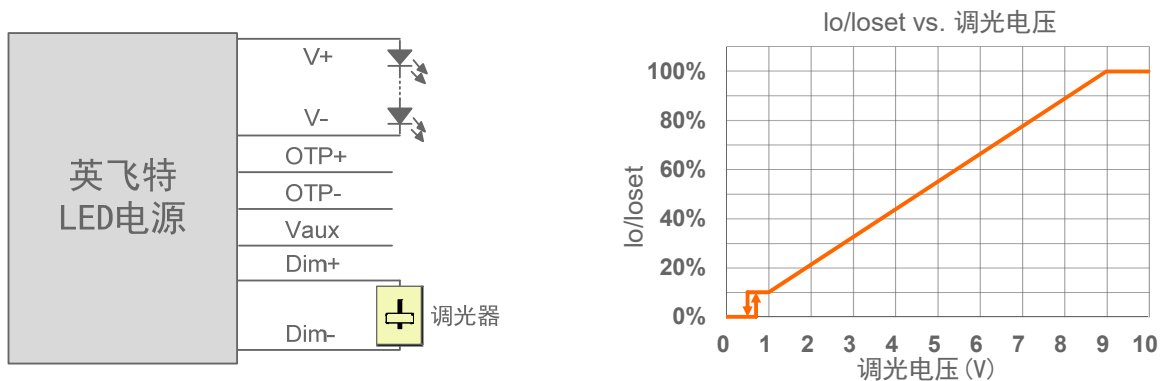 V+
V-
英飞特
LED电源
OTP+
OTP-
Vaux
Dim+
Dim-
调光器
Io/Ioset vs. 调光电压
100%
80%
60%
40%
20%
0%
Io/Ioset
0 1 2 3 4 5 6 7 8 9 10
调光电压(V)